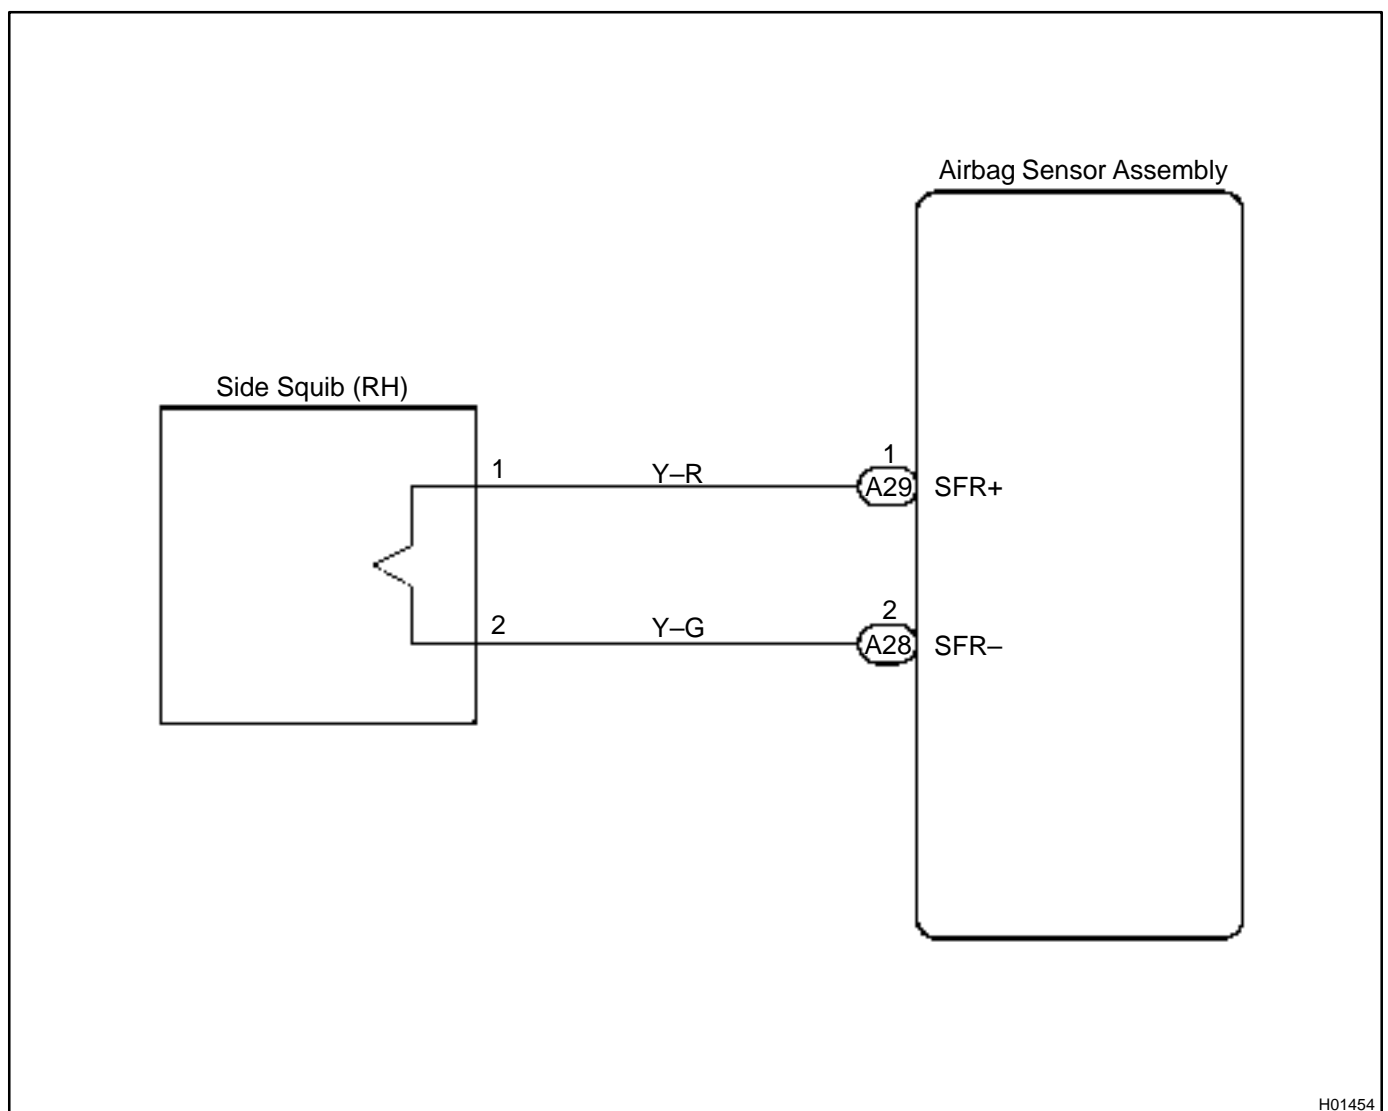 Airbag Sensor Assembly
Side Squib (RH)
1
Y–R
1
A29
SFR+
2
Y–G
2
A28
SFR–
H01454